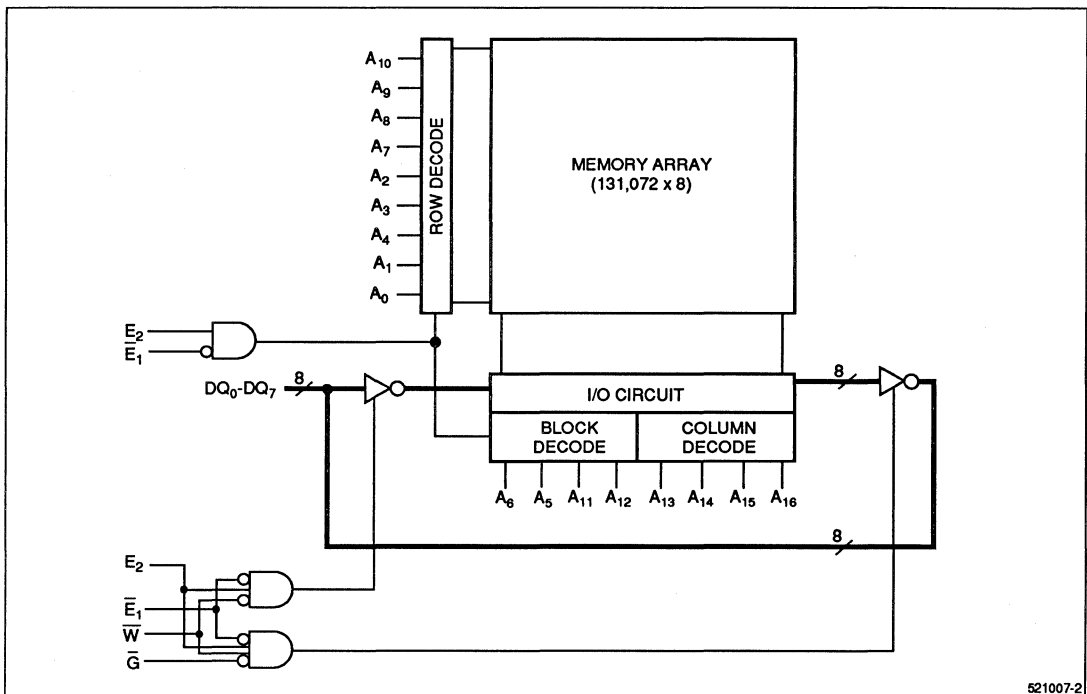 A10
A9
A8
A7
A2
A3
A4
A1
A0
ROW DECODE
MEMORY ARRAY
(131,072 x 8)
E2
E̅1
DQ0-DQ7
8
I/O CIRCUIT
8
BLOCK
DECODE
COLUMN
DECODE
A6 A5 A11 A12 A13 A14 A15 A16
8
E2
E̅1
W̅
G̅
521007-2